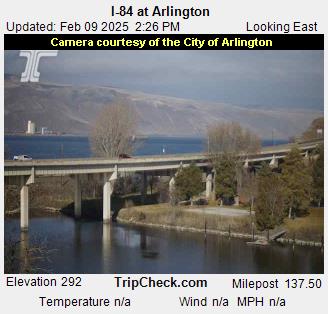 I-84 at Arlington
Updated: Feb 09 2025 2:26 PM Looking East
Camera courtesy of the City of Arlington
Elevation 292 TripCheck.com Milepost 137.50
Temperature n/a Wind n/a MPH n/a